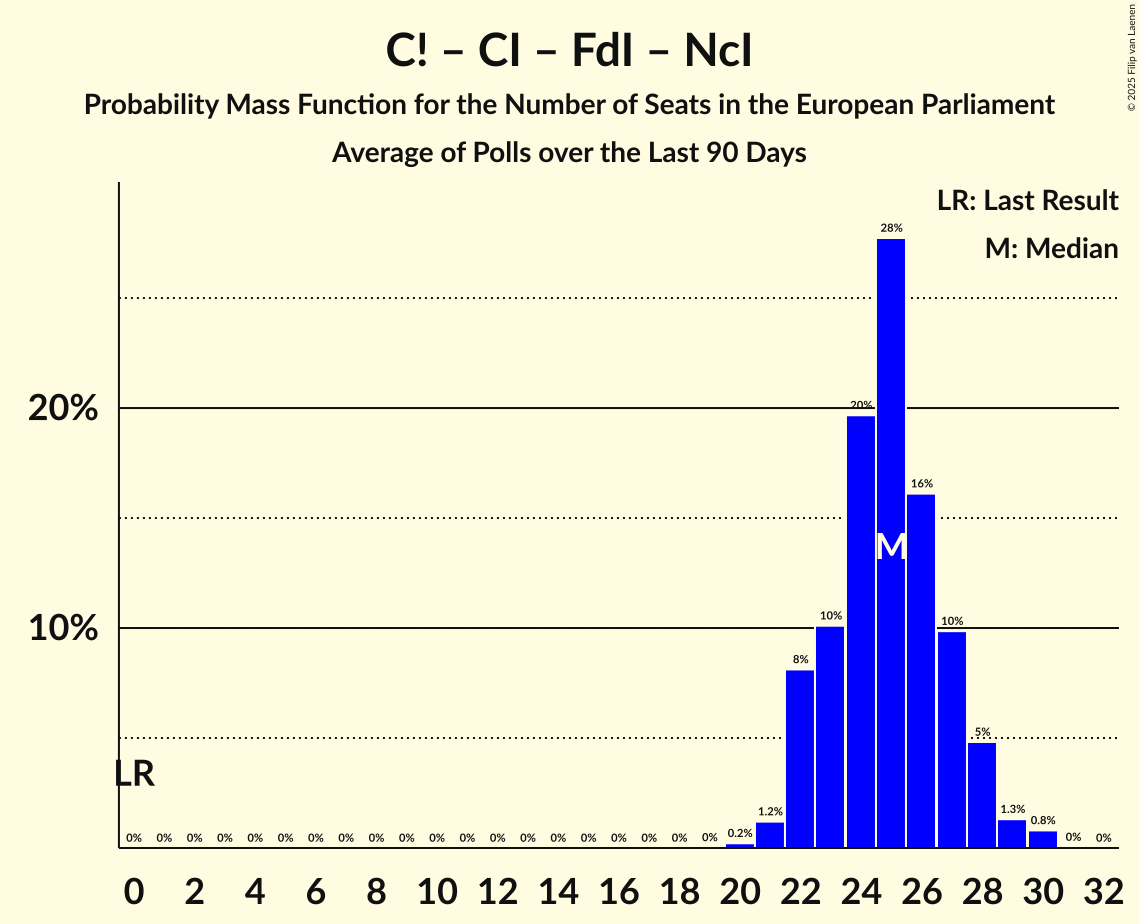 C! – CI – FdI – NcI
Probability Mass Function for the Number of Seats in the European Parliament
Average of Polls over the Last 90 Days
© 2025 Filip van Laenen
LR: Last Result
M: Median
28%
20%
20%
16%
M
10%
10%
10%
8%
5%
LR
0% 0% 0% 0% 0% 0% 0% 0% 0% 0% 0% 0% 0% 0% 0% 0% 0% 0% 0% 0% 0.2% 1.2% 1.3% 0.8% 0% 0%
0 2 4 6 8 10 12 14 16 18 20 22 24 26 28 30 32